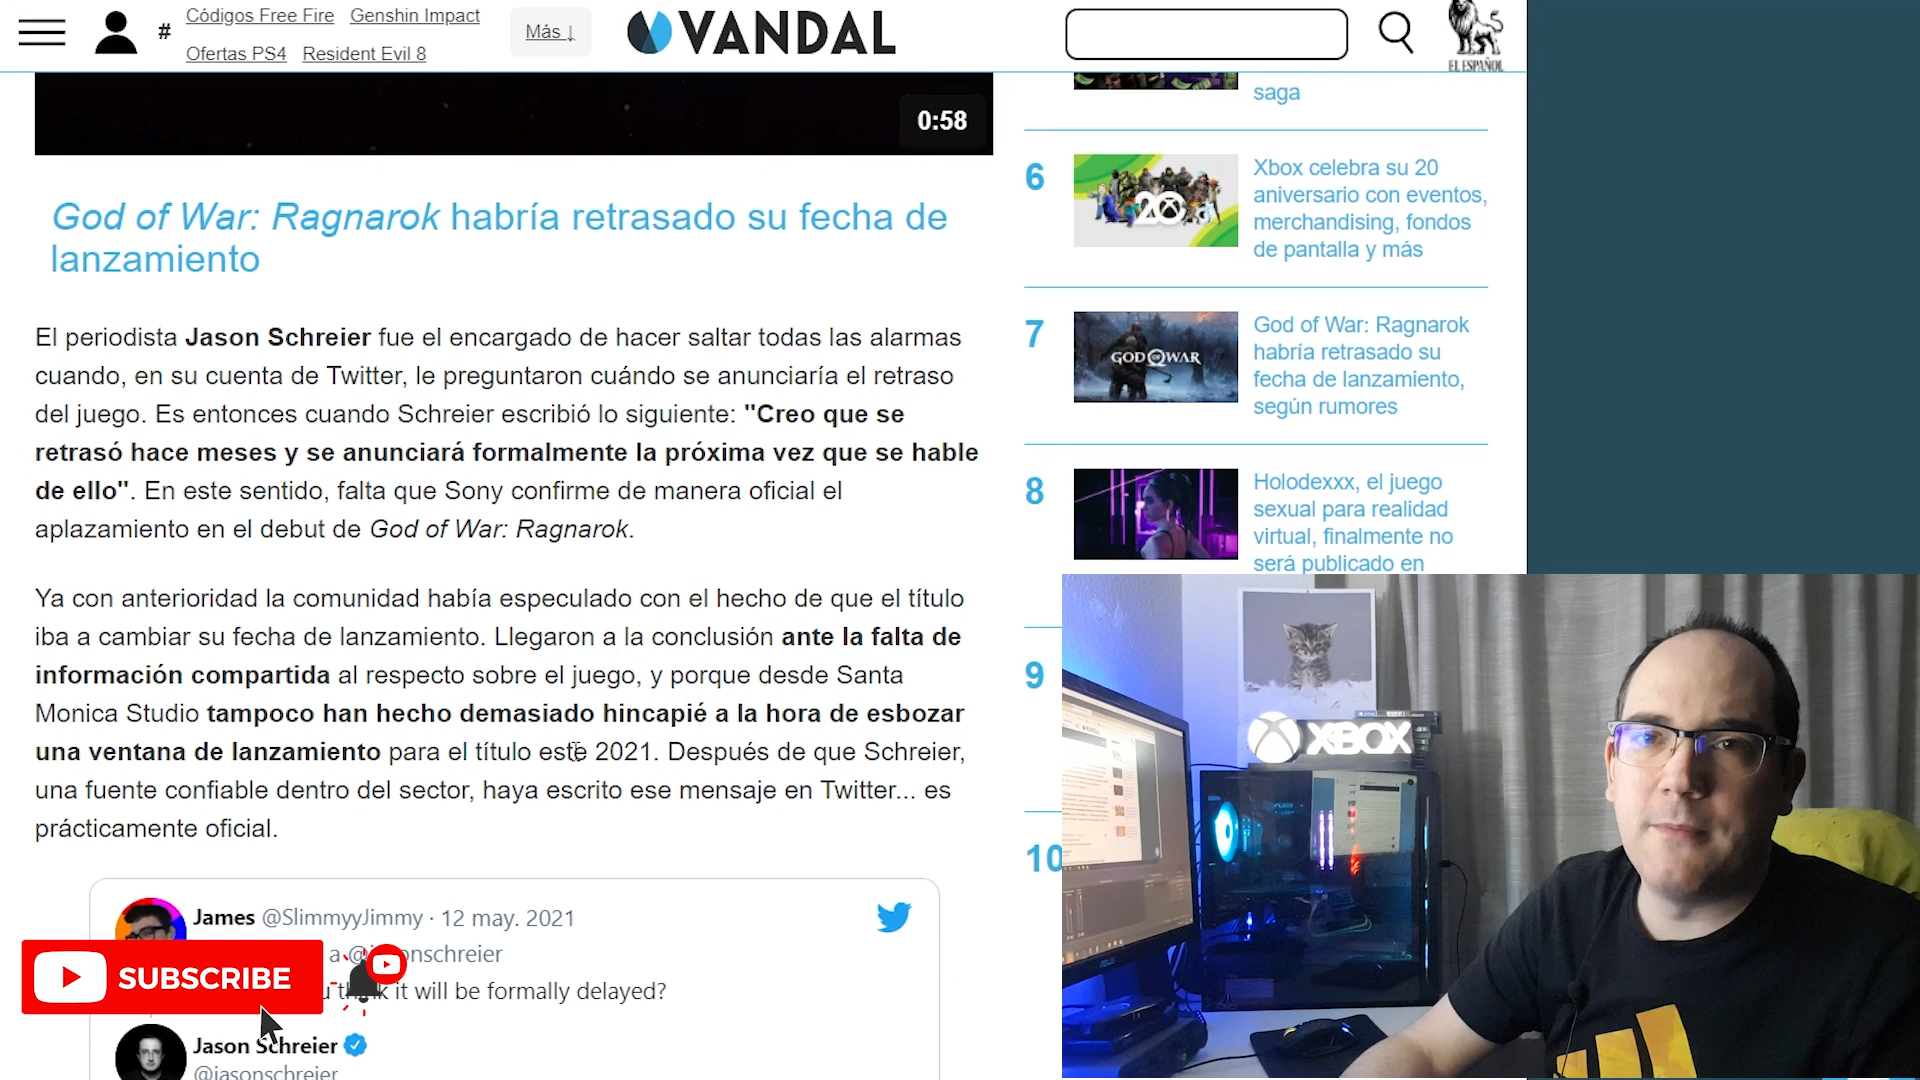 # Códigos Free Fire Genshin Impact
Ofertas PS4 Resident Evil 8
Más ↓
VANDAL
EL ESPAÑOL
0:58
God of War: Ragnarok habría retrasado su fecha de
lanzamiento
El periodista Jason Schreier fue el encargado de hacer saltar todas las alarmas
cuando, en su cuenta de Twitter, le preguntaron cuándo se anunciaría el retraso
del juego. Es entonces cuando Schreier escribió lo siguiente: "Creo que se
retrasó hace meses y se anunciará formalmente la próxima vez que se hable
de ello". En este sentido, falta que Sony confirme de manera oficial el
aplazamiento en el debut de God of War: Ragnarok.
Ya con anterioridad la comunidad había especulado con el hecho de que el título
iba a cambiar su fecha de lanzamiento. Llegaron a la conclusión ante la falta de
información compartida al respecto sobre el juego, y porque desde Santa
Monica Studio tampoco han hecho demasiado hincapié a la hora de esbozar
una ventana de lanzamiento para el título este 2021. Después de que Schreier,
una fuente confiable dentro del sector, haya escrito ese mensaje en Twitter... es
prácticamente oficial.
James @SlimmyyJimmy · 12 may. 2021
a
it will be formally delayed?
SUBSCRIBE
Jason Schreier
@jasonschreier
saga
6
Xbox celebra su 20
aniversario con eventos,
merchandising, fondos
de pantalla y más
20
7
God of War: Ragnarok
habría retrasado su
fecha de lanzamiento,
según rumores
GOD OF WAR
8
Holodexxx, el juego
sexual para realidad
virtual, finalmente no
será publicado en
9
10
XBOX